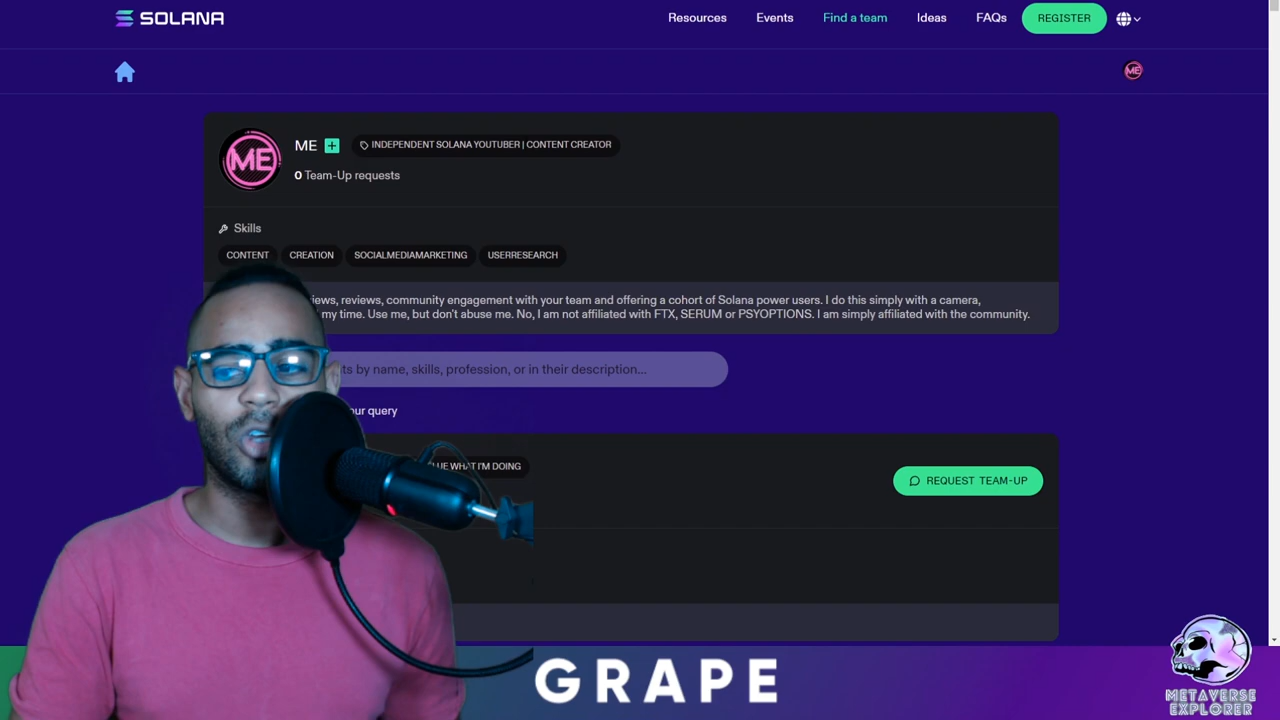 SOLANA
Resources
Events
Find a team
Ideas
FAQs
REGISTER
ME
ME
ME
INDEPENDENT SOLANA YOUTUBER | CONTENT CREATOR
0 Team-Up requests
Skills
CONTENT
CREATION
SOCIALMEDIAMARKETING
USERRESEARCH
iews, reviews, community engagement with your team and offering a cohort of Solana power users. I do this simply with a camera,
my time. Use me, but don't abuse me. No, I am not affiliated with FTX, SERUM or PSYOPTIONS. I am simply affiliated with the community.
ts by name, skills, profession, or in their description...
our query
WHAT I'M DOING
REQUEST TEAM-UP
GRAPE
METAVERSE
EXPLORER